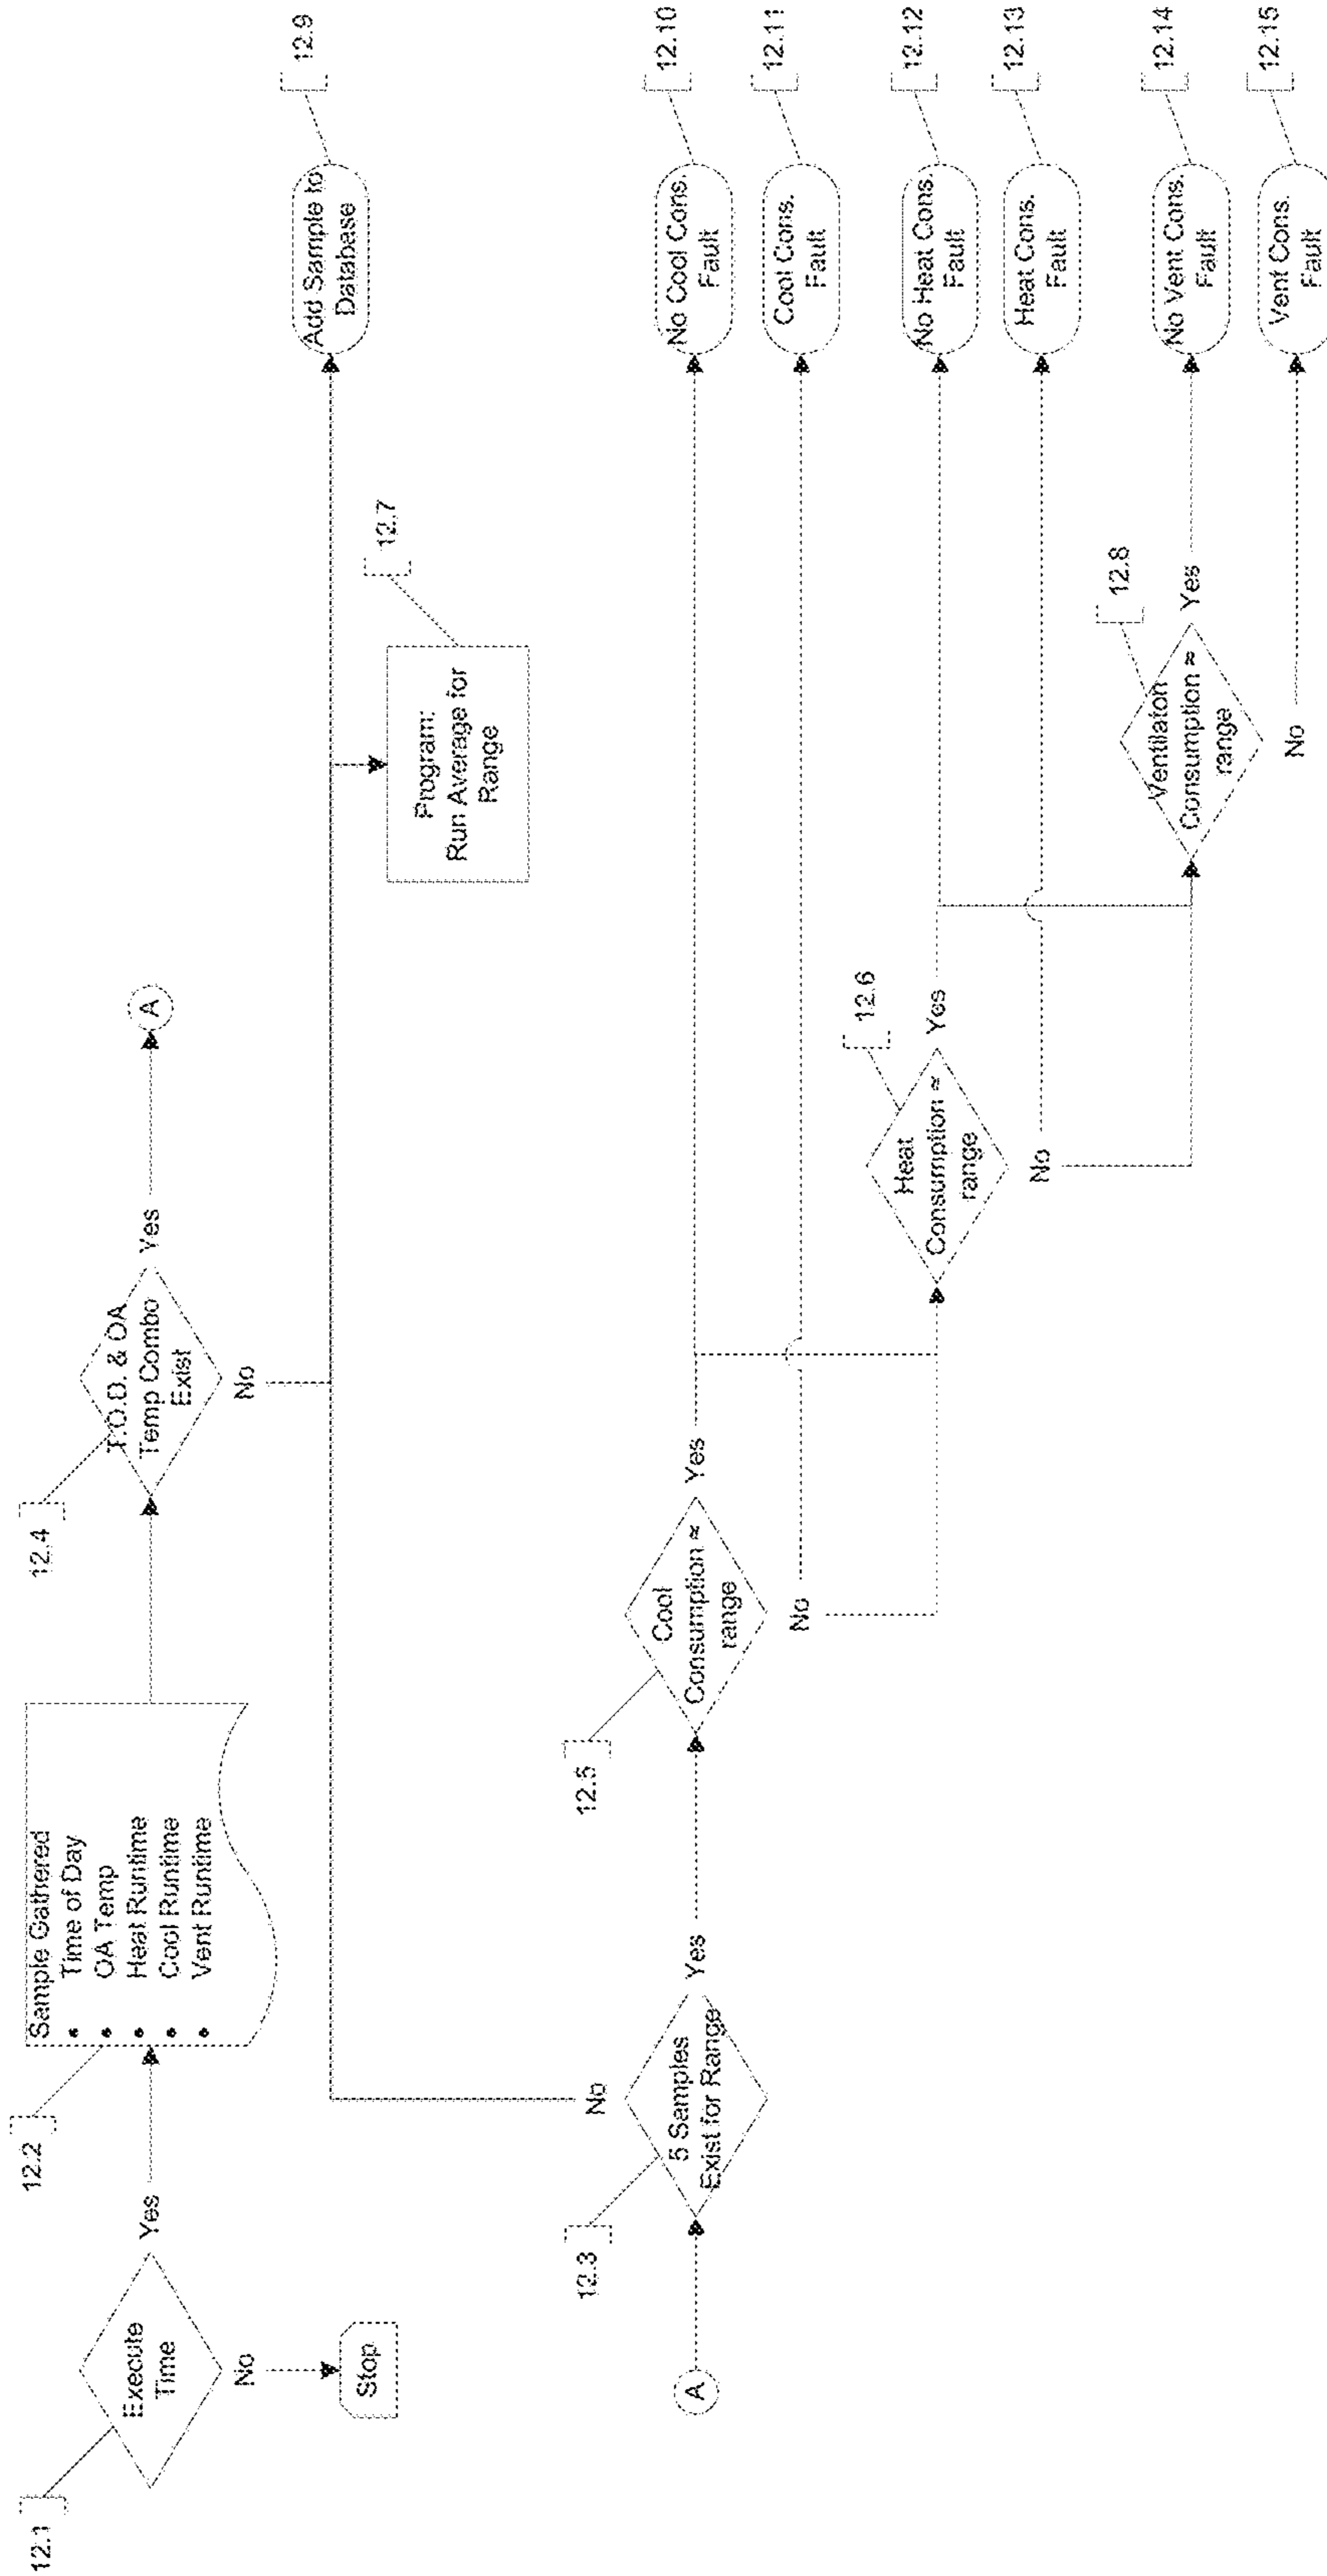 12.1
Execute
Time
Yes
No
Stop
12.2
Sample Gathered
• Time of Day
• OA Temp
• Heat Runtime
• Cool Runtime
• Vent Runtime
12.4
T.O.D. & OA
Temp Combo
Exist
Yes
No
A
12.9
Add Sample to
Database
12.7
Program:
Run Average for
Range
A
12.3
5 Samples
Exist for Range
No
Yes
12.5
Cool
Consumption ≈
range
Yes
No
12.6
Heat
Consumption ≈
range
Yes
No
12.8
Ventilaton
Consumption ≈
range
Yes
No
No Cool Cons.
Fault
12.10
Cool Cons.
Fault
12.11
No Heat Cons.
Fault
12.12
Heat Cons.
Fault
12.13
No Vent Cons.
Fault
12.14
Vent Cons.
Fault
12.15